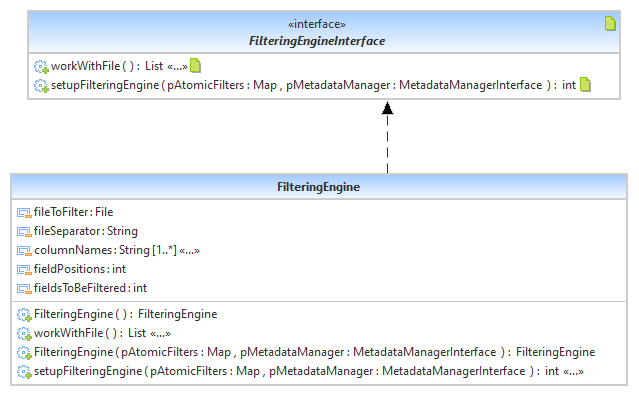 «interface»
FilteringEngineInterface
workWithFile ( ) : List «...»
setupFilteringEngine ( pAtomicFilters : Map , pMetadataManager : MetadataManagerInterface ) : int
FilteringEngine
fileToFilter : File
fileSeparator : String
columnNames : String [1..*] «...»
fieldPositions : int
fieldsToBeFiltered : int
FilteringEngine ( ) : FilteringEngine
workWithFile ( ) : List «...»
FilteringEngine ( pAtomicFilters : Map , pMetadataManager : MetadataManagerInterface ) : FilteringEngine
setupFilteringEngine ( pAtomicFilters : Map , pMetadataManager : MetadataManagerInterface ) : int «...»